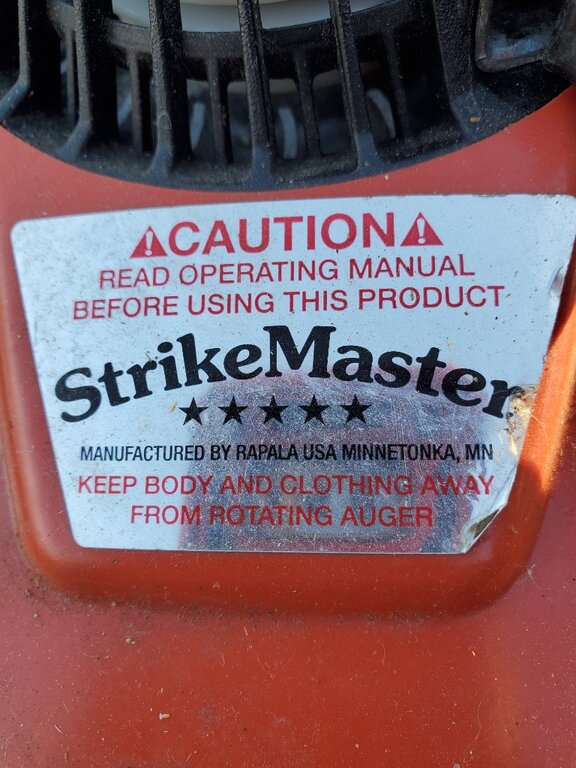 CAUTION
READ OPERATING MANUAL
BEFORE USING THIS PRODUCT
StrikeMaster
MANUFACTURED BY RAPALA USA MINNETONKA, MN
KEEP BODY AND CLOTHING AWAY
FROM ROTATING AUGER